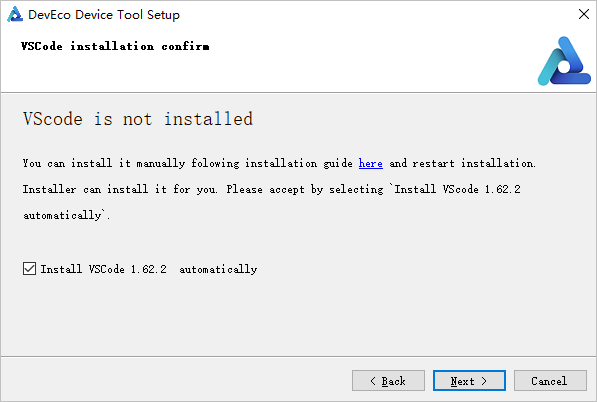 DevEco Device Tool Setup
VSCode installation confirm
VScode is not installed
You can install it manually folowing installation guide here and restart installation.
Installer can install it for you. Please accept by selecting `Install VScode 1.62.2
automatically`.
Install VSCode 1.62.2  automatically
< Back
Next >
Cancel